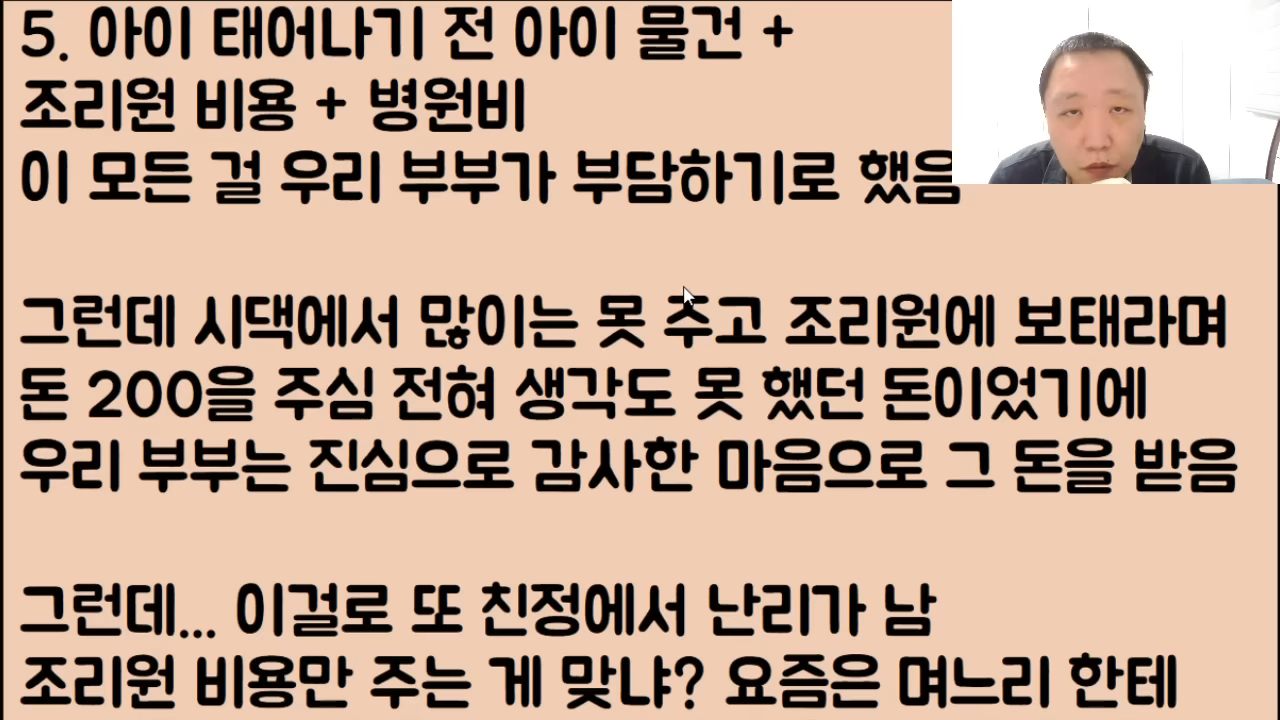 5. 아이 태어나기 전 아이 물건 +
조리원 비용 + 병원비
이 모든 걸 우리 부부가 부담하기로 했음
그런데 시댁에서 많이는 못 주고 조리원에 보태라며
돈 200을 주심 전혀 생각도 못 했던 돈이었기에
우리 부부는 진심으로 감사한 마음으로 그 돈을 받음
그런데... 이걸로 또 친정에서 난리가 남
조리원 비용만 주는 게 맞냐? 요즘은 며느리 한테